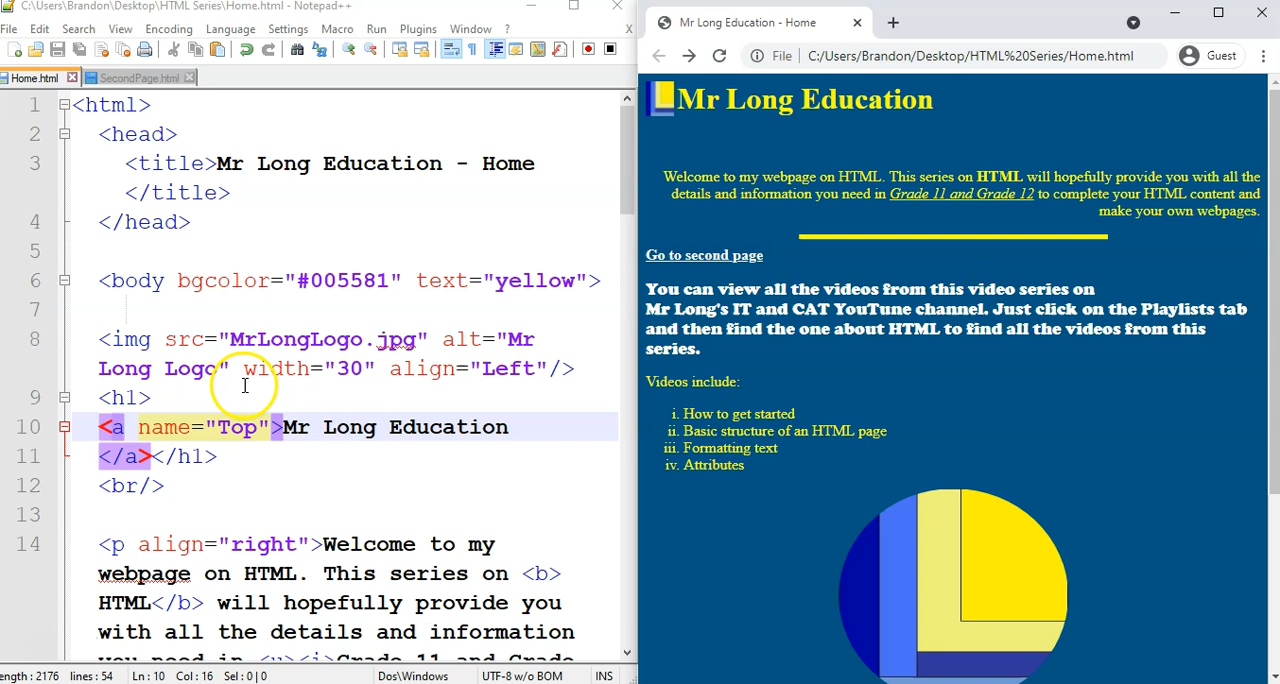 C:\Users\Brandon\Desktop\HTML Series\Home.html - Notepad++
File Edit Search View Encoding Language Settings Macro Run Plugins Window ? X
Home.html SecondPage.html
1 <html>
2 <head>
3 <title>Mr Long Education - Home
</title>
4 </head>
5
6 <body bgcolor="#005581" text="yellow">
7
8 <img src="MrLongLogo.jpg" alt="Mr
Long Logo" width="30" align="Left"/>
9 <h1>
10 <a name="Top">Mr Long Education
11 </a></h1>
12 <br/>
13
14 <p align="right">Welcome to my
webpage on HTML. This series on <b>
HTML</b> will hopefully provide you
with all the details and information
you need in <u><i>Grade 11 and Grade
ength : 2176 lines : 54 Ln : 10 Col : 16 Sel : 0 | 0 Dos\Windows UTF-8 w/o BOM INS
Mr Long Education - Home
File C:/Users/Brandon/Desktop/HTML%20Series/Home.html Guest
Mr Long Education
Welcome to my webpage on HTML. This series on HTML will hopefully provide you with all the
details and information you need in Grade 11 and Grade 12 to complete your HTML content and
make your own webpages.
Go to second page
You can view all the videos from this video series on
Mr Long's IT and CAT YouTune channel. Just click on the Playlists tab
and then find the one about HTML to find all the videos from this
series.
Videos include:
i. How to get started
ii. Basic structure of an HTML page
iii. Formatting text
iv. Attributes